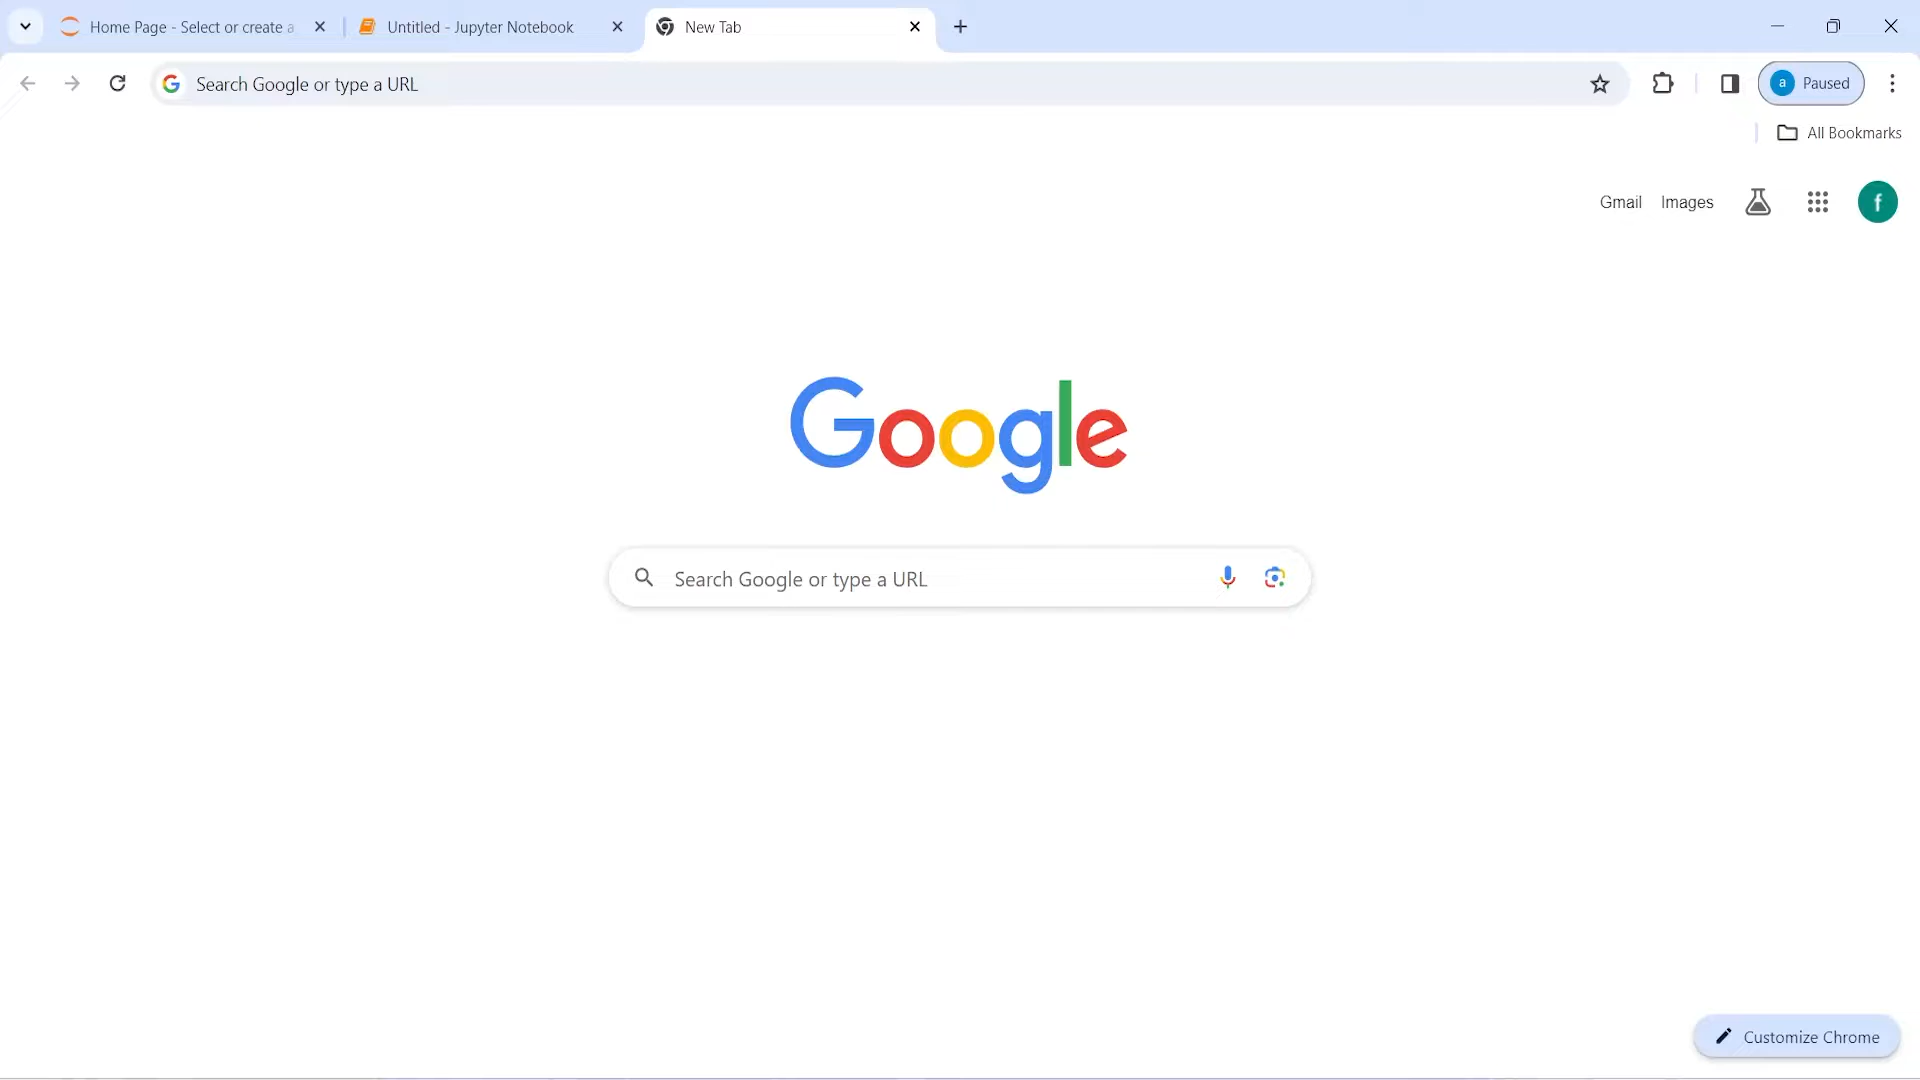 Home Page - Select or create a
Untitled - Jupyter Notebook
New Tab
Search Google or type a URL
a Paused
All Bookmarks
Gmail Images
f
Google
Search Google or type a URL
Customize Chrome